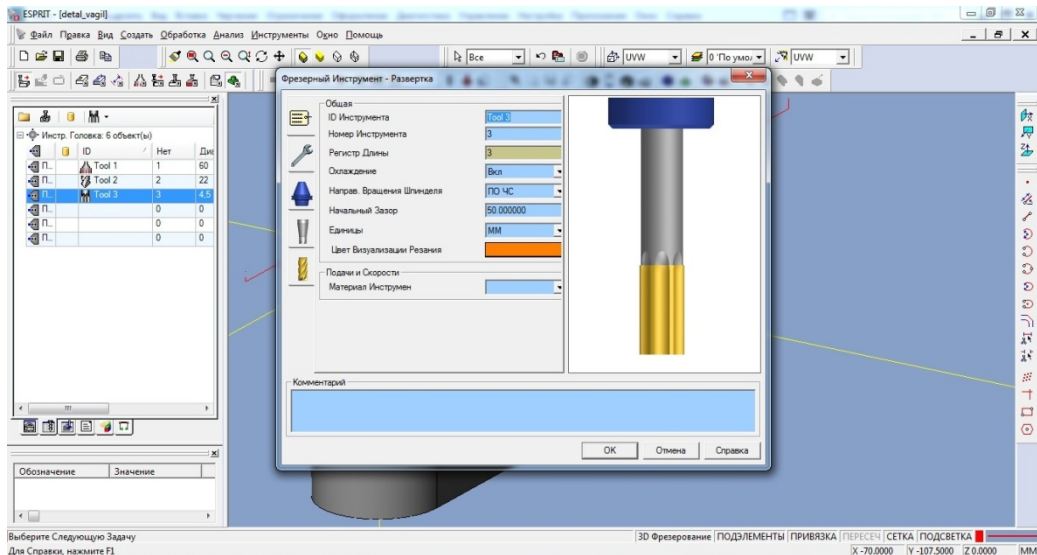 ESPRIT - [detal_vagil]
Файл Правка Вид Создать Обработка Анализ Инструменты Окно Помощь
Все UVW 0 'По умол UVW
Инстр. Головка: 6 объект(ы)
ID Нет Диа
П... Tool 1 1 60
П... Tool 2 2 22
П... Tool 3 3 4,5
П... 0 0
П... 0 0
П... 0 0
Обозначение Значение
Фрезерный Инструмент - Развертка
Общая
ID Инструмента Tool 3
Номер Инструмента 3
Регистр Длины 3
Охлаждение Вкл
Направ. Вращения Шпинделя ПО ЧС
Начальный Зазор 50.000000
Единицы ММ
Цвет Визуализации Резания
Подачи и Скорости
Материал Инструмен
Комментарий
OK Отмена Справка
Выберите Следующую Задачу
3D Фрезерование ПОДЭЛЕМЕНТЫ ПРИВЯЗКА ПЕРЕСЕЧ СЕТКА ПОДСВЕТКА
Для Справки, нажмите F1
X -70.0000 Y -107.5000 Z 0.0000 ММ